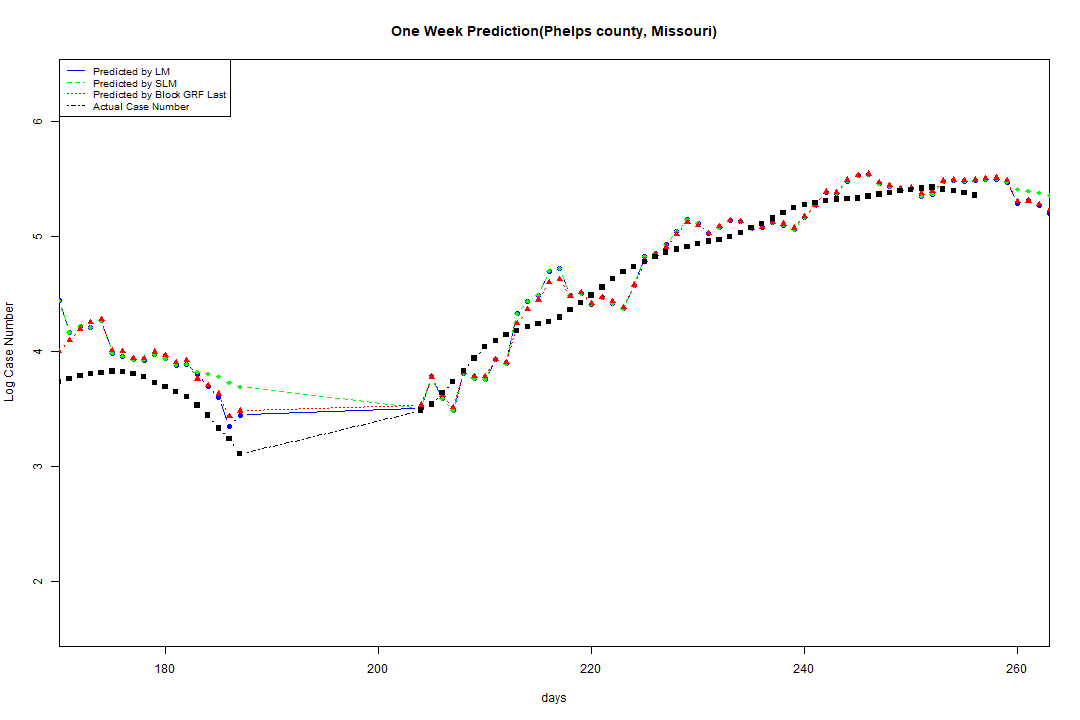 One Week Prediction(Phelps county, Missouri)
Predicted by LM
Predicted by SLM
Predicted by Block GRF Last
Actual Case Number
Log Case Number
6
5
4
3
2
180
200
220
240
260
days